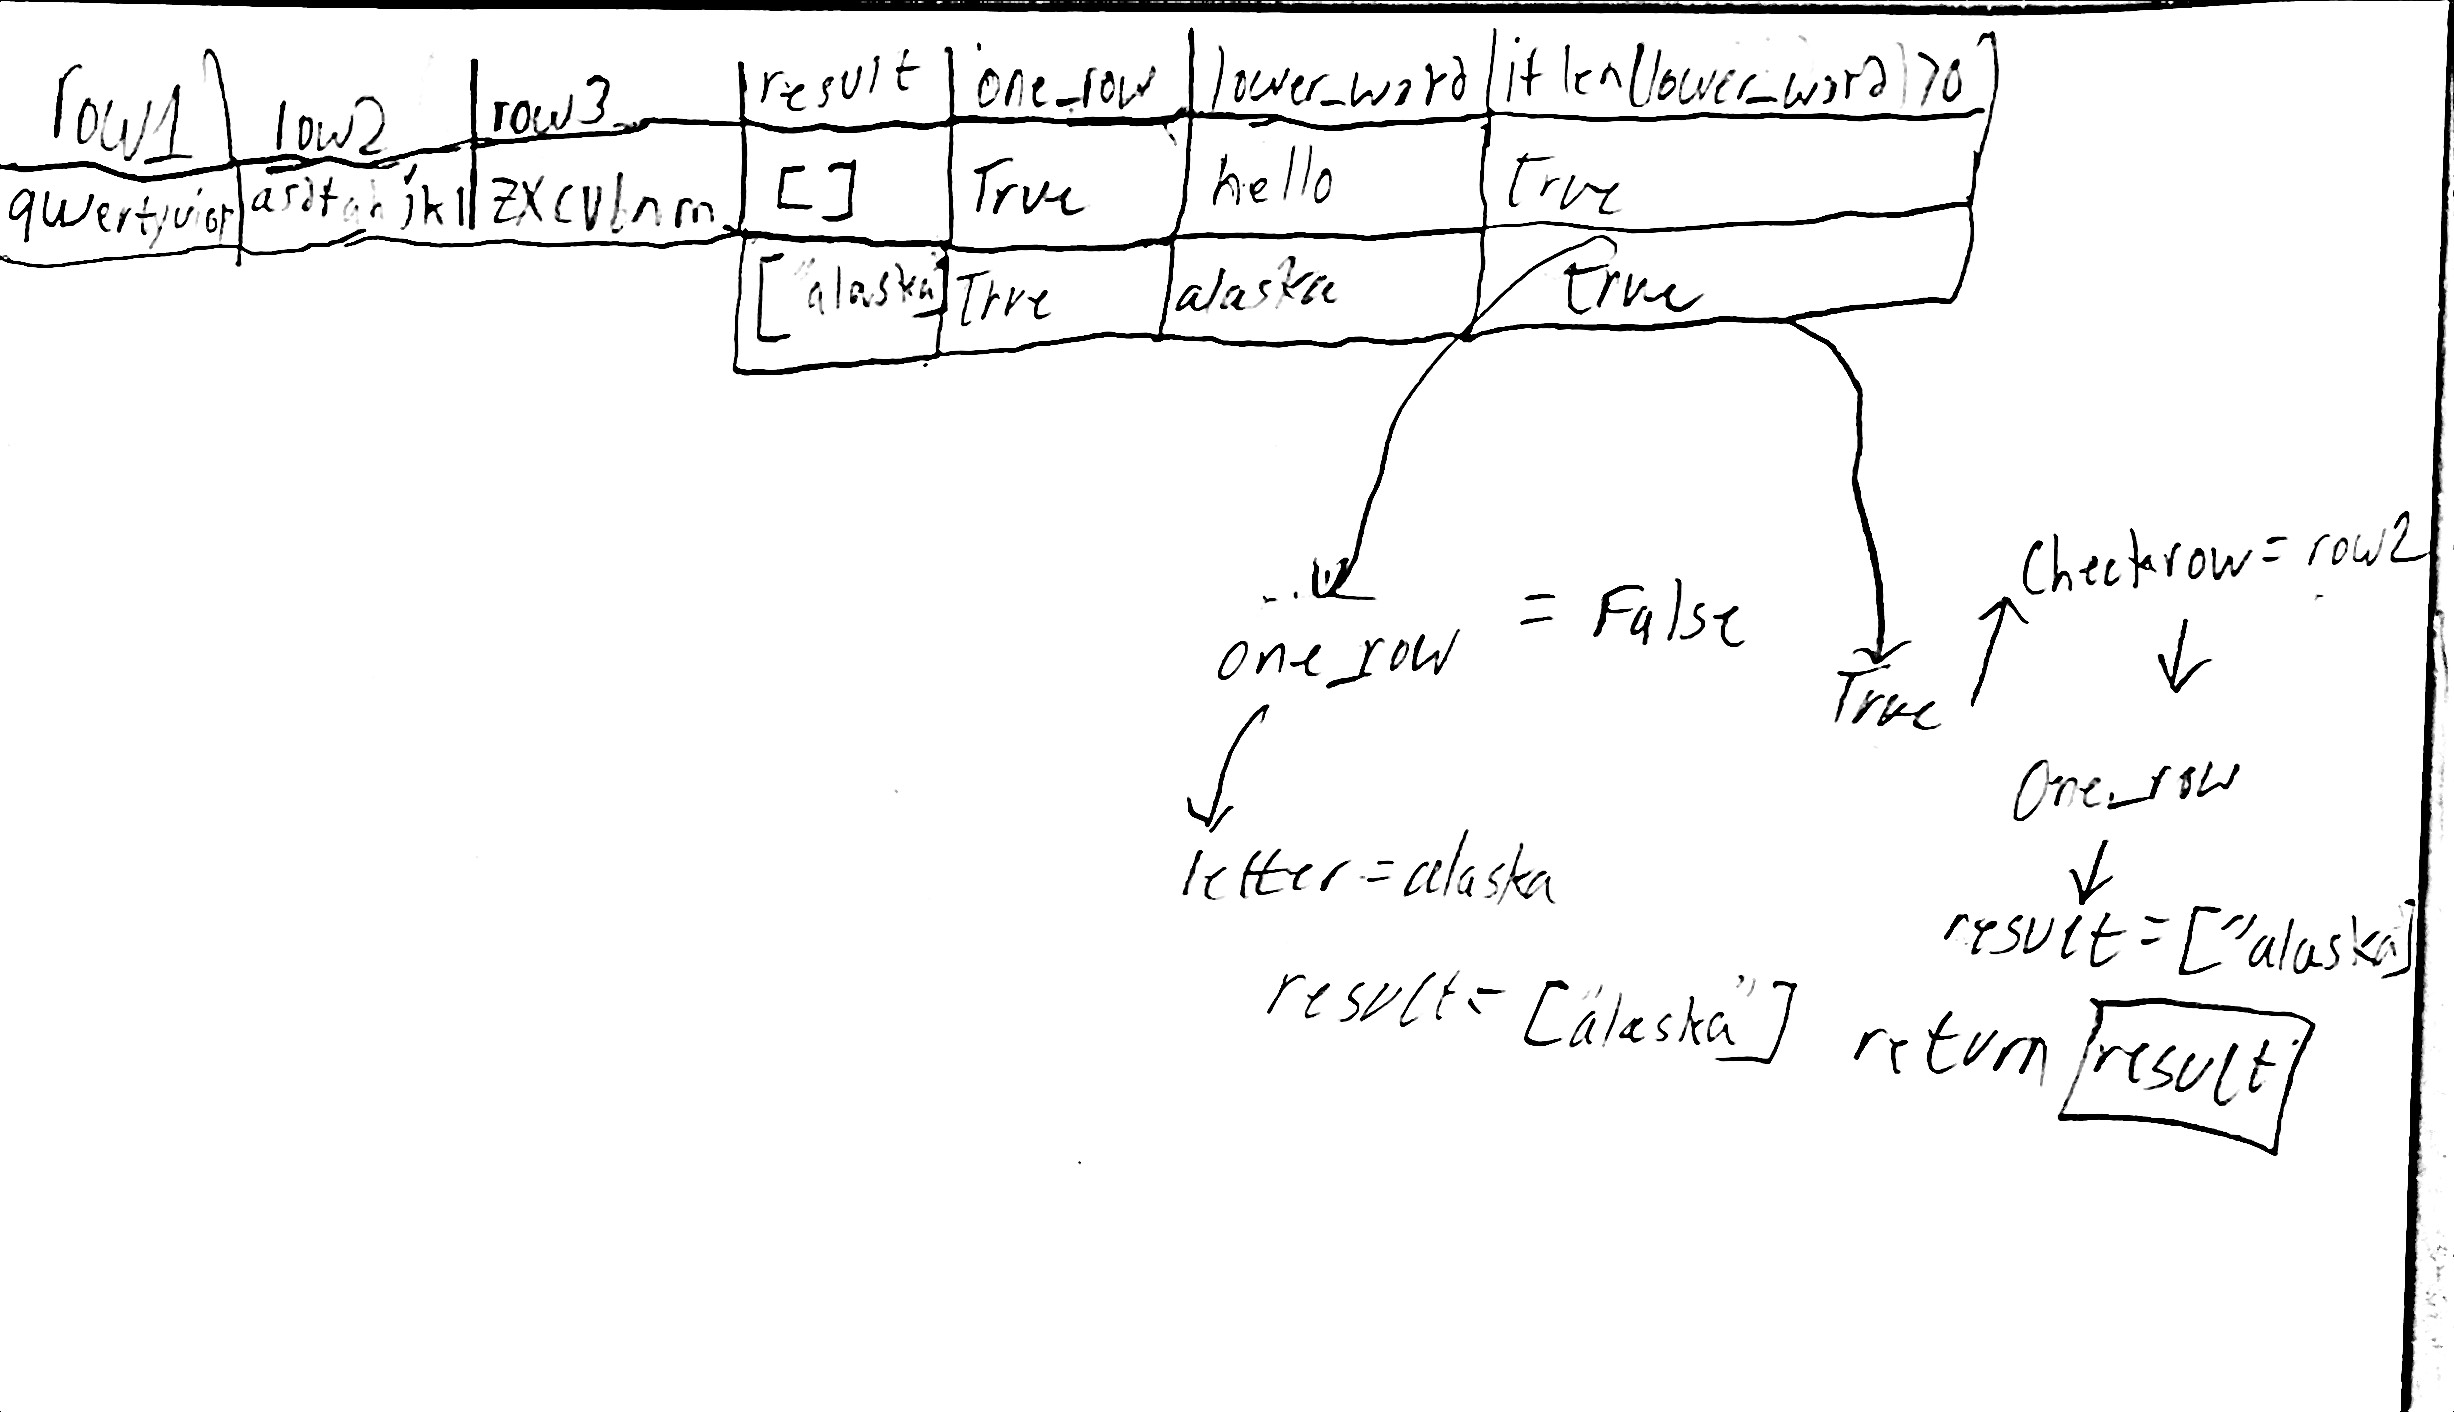 row1 row2 row3 result one_row lower_word if len(lower_word)>0
qwertyuiop asdfghjkl zxcvbnm [] True hello true
["alaska"] True alaska true
one_row = False
True
checkrow = row2
one_row
letter = alaska
result = ["alaska]
result = ["alaska"]
return result